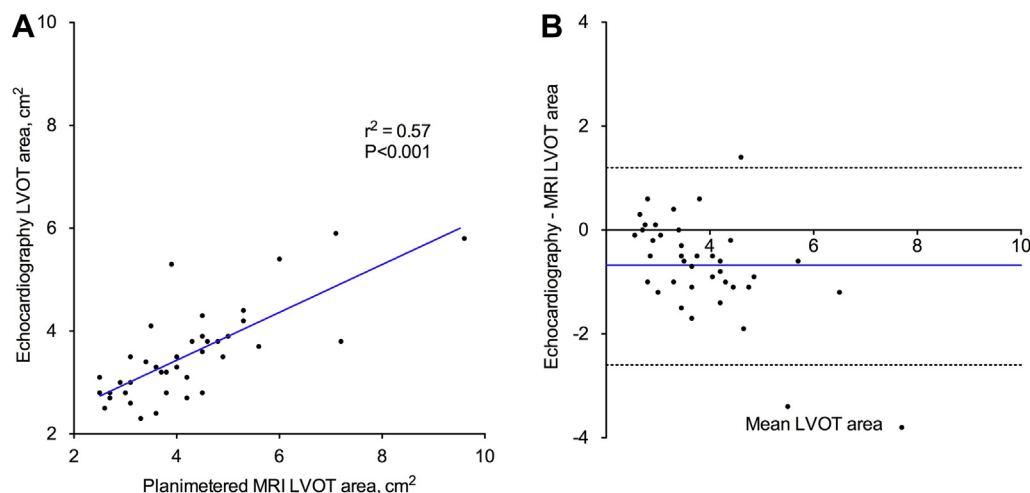 A
10
8
6
4
2
2
4
6
8
10
Echocardiography LVOT area, cm²
Planimetered MRI LVOT area, cm²
r² = 0.57
P<0.001
B
4
2
0
-2
-4
4
6
8
10
Echocardiography - MRI LVOT area
Mean LVOT area